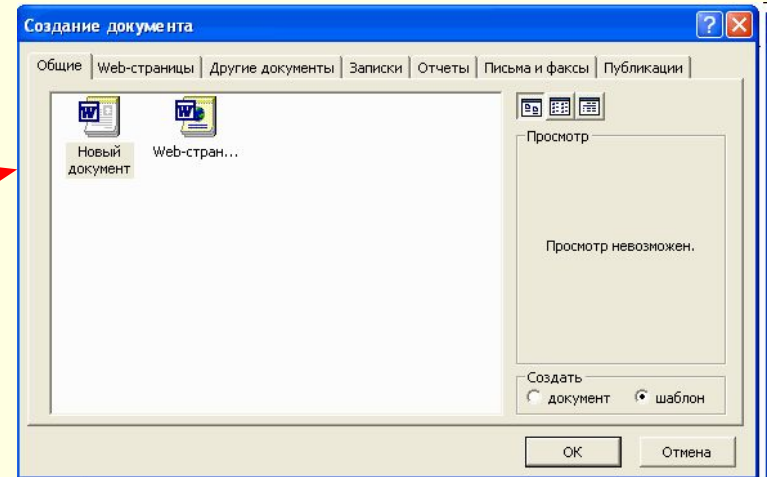 Создание документа
Общие Web-страницы Другие документы Записки Отчеты Письма и факсы Публикации
Новый документ
Web-стран...
Просмотр
Просмотр невозможен.
Создать
документ шаблон
ОК Отмена